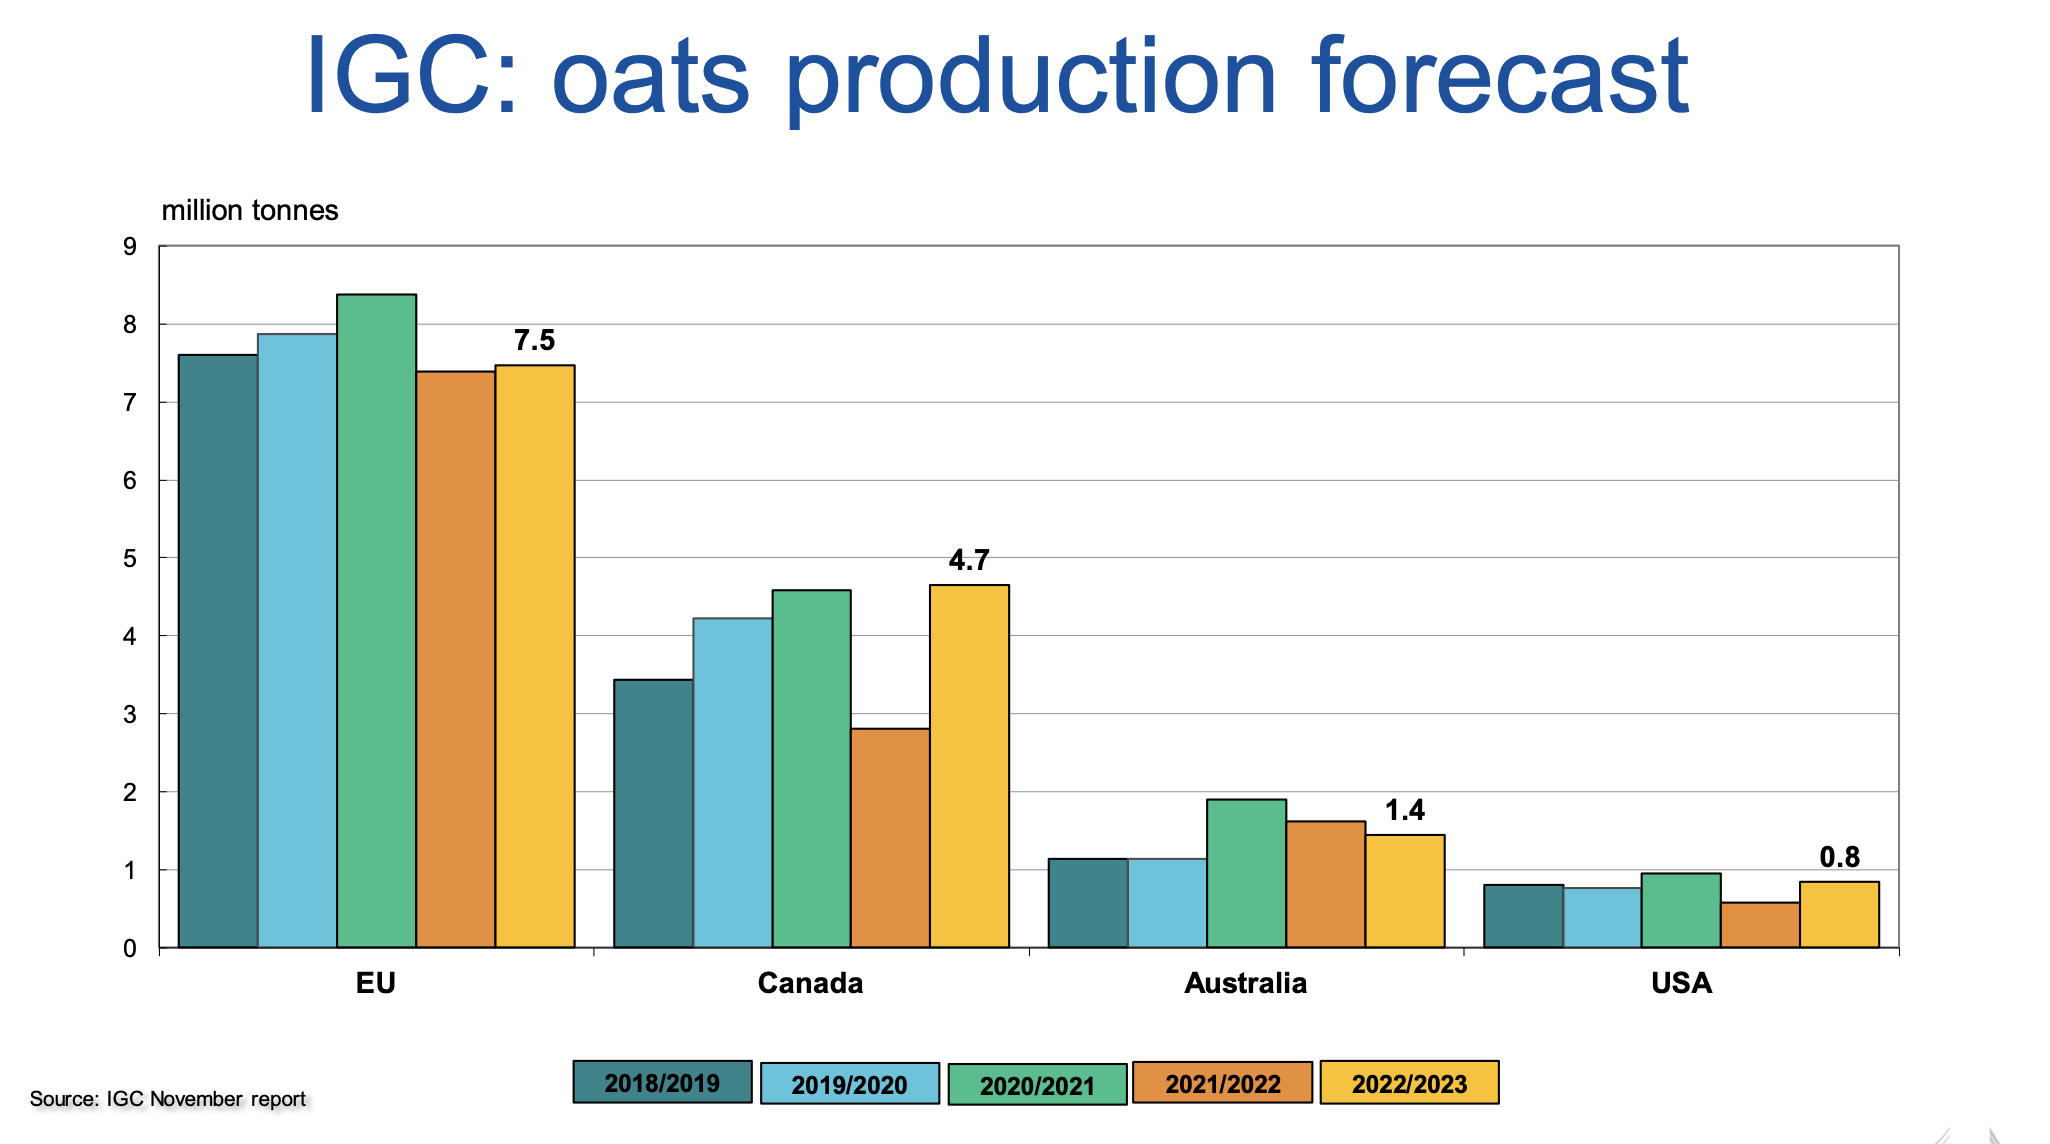 IGC: oats production forecast
million tonnes
9
8
7
6
5
4
3
2
1
0
7.5
4.7
1.4
0.8
EU
Canada
Australia
USA
2018/2019
2019/2020
2020/2021
2021/2022
2022/2023
Source: IGC November report